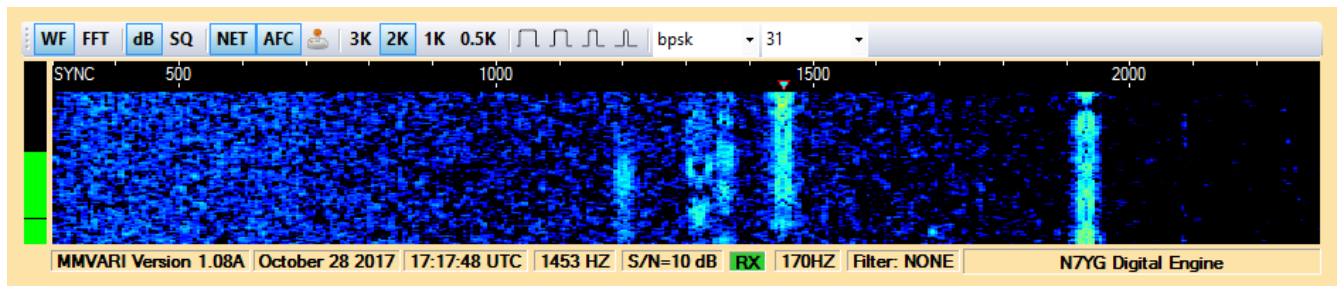 WF FFT dB SQ NET AFC 3K 2K 1K 0.5K bpsk 31
SYNC 500 1000 1500 2000
MMVARI Version 1.08A October 28 2017 17:17:48 UTC 1453 HZ S/N=10 dB RX 170HZ Filter: NONE N7YG Digital Engine